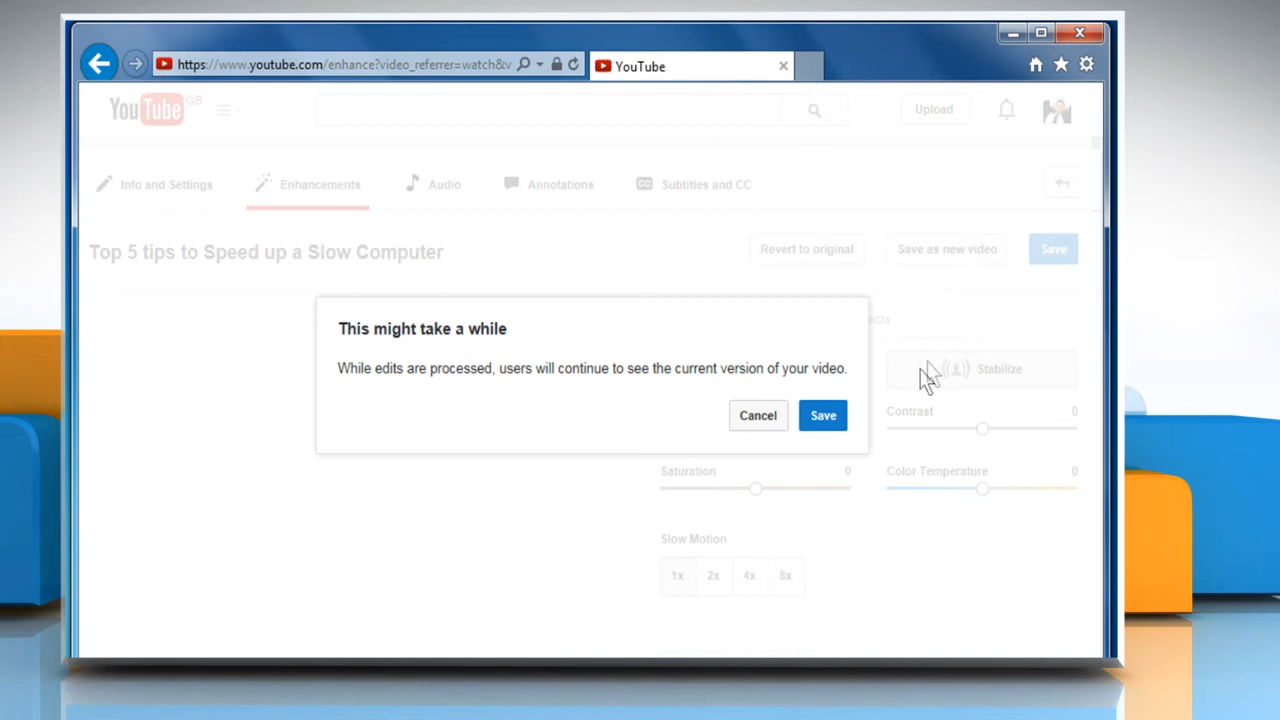 https://www.youtube.com/enhance?video_referrer=watch&v
YouTube
YouTube GB
Upload
Info and Settings
Enhancements
Audio
Annotations
CC
Subtitles and CC
Top 5 tips to Speed up a Slow Computer
Revert to original
Save as new video
Save
ects
This might take a while
While edits are processed, users will continue to see the current version of your video.
Cancel
Save
Stabilize
Contrast 0
Saturation 0
Color Temperature 0
Slow Motion
1x 2x 4x 8x